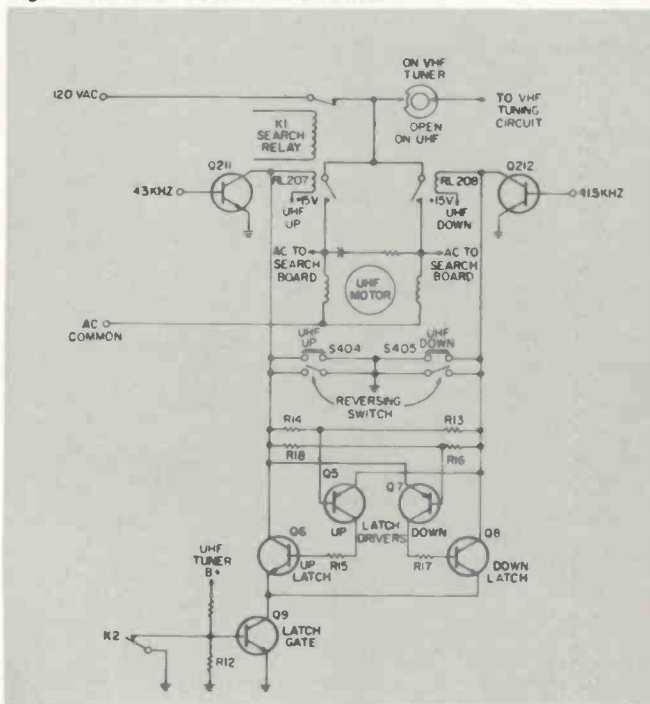 ON VHF
TUNER
120 VAC
TO VHF
TUNING
CIRCUIT
OPEN
ON UHF
K1
SEARCH
RELAY
Q211
Q212
RL207
RL208
43KHZ
41.5KHZ
+15V
+15V
UHF
UP
UHF
DOWN
AC TO
SEARCH
BOARD
AC TO
SEARCH
BOARD
UHF
MOTOR
AC
COMMON
UHF
UP
S404
S405
UHF
DOWN
REVERSING
SWITCH
R14
R13
R18
R16
Q5
Q7
UP
LATCH
DRIVERS
DOWN
Q6
Q8
UP
LATCH
R15
R17
DOWN
LATCH
UHF
TUNER
B+
Q9
K2
LATCH
GATE
R12